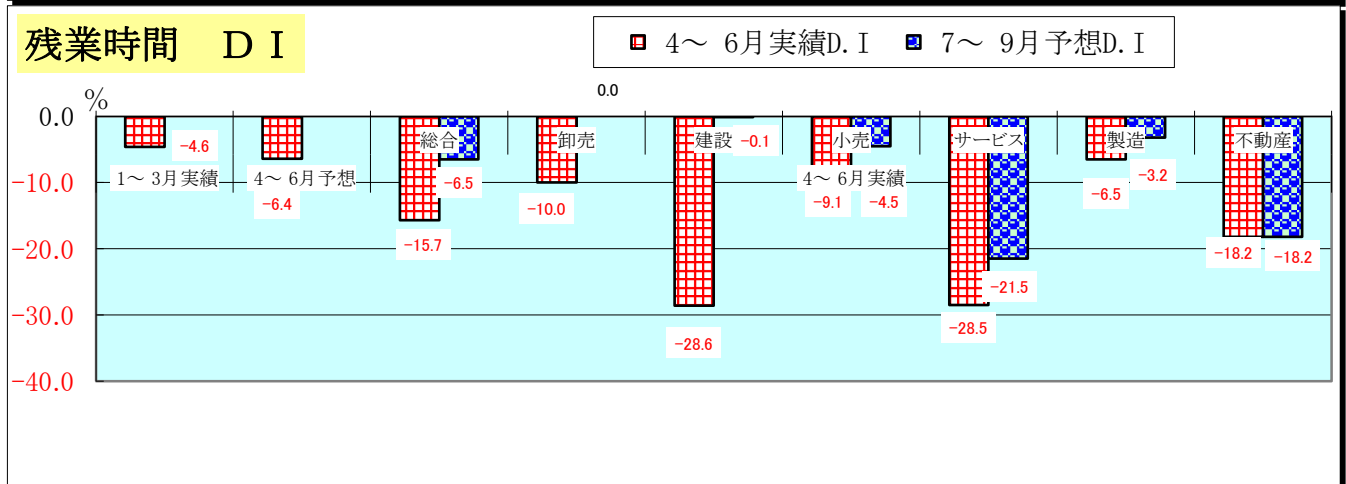 残業時間　ＤＩ
4～ 6月実績D.I
7～ 9月予想D.I
%
0.0
0.0
-10.0
-20.0
-30.0
-40.0
総合
卸売
建設
小売
サービス
製造
不動産
1～ 3月実績
4～ 6月予想
4～ 6月実績
-4.6
-6.4
-15.7
-6.5
-10.0
-28.6
-0.1
-9.1
-4.5
-28.5
-21.5
-6.5
-3.2
-18.2
-18.2